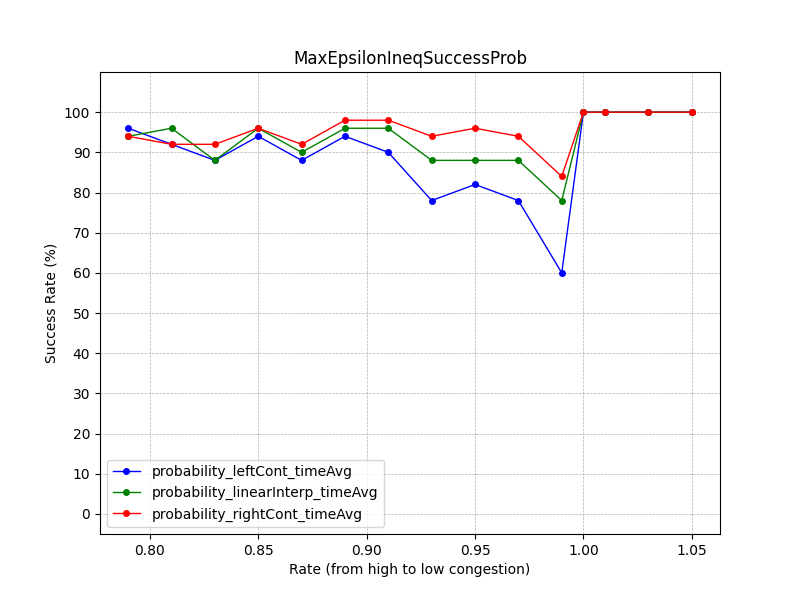 MaxEpsilonIneqSuccessProb
Success Rate (%)
100
90
80
70
60
50
40
30
20
10
0
probability_leftCont_timeAvg
probability_linearInterp_timeAvg
probability_rightCont_timeAvg
0.80 0.85 0.90 0.95 1.00 1.05
Rate (from high to low congestion)